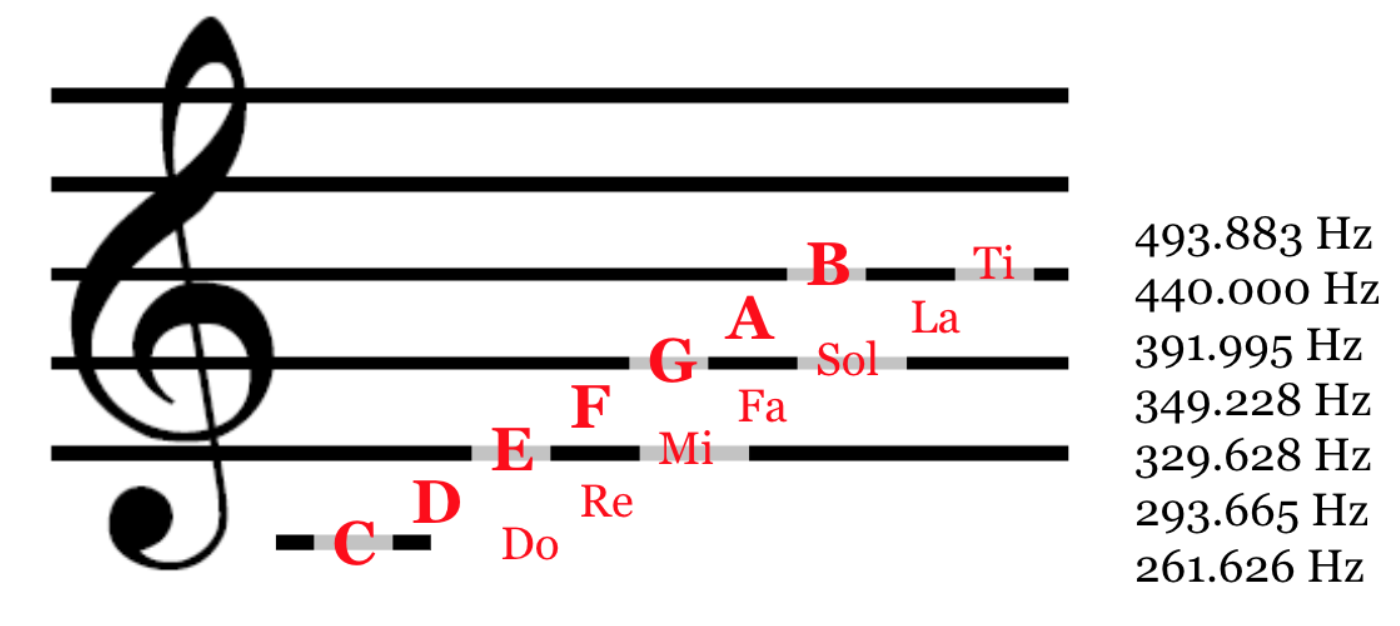 B Ti 493.883 Hz
A La 440.000 Hz
G Sol 391.995 Hz
F Fa 349.228 Hz
E Mi 329.628 Hz
D Re 293.665 Hz
C Do 261.626 Hz